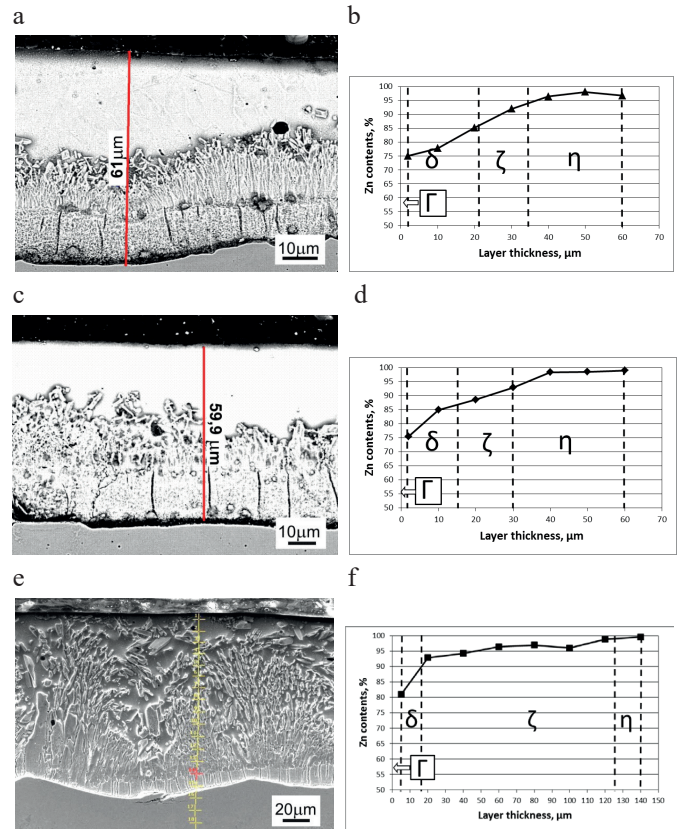 a
b
61µm
10µm
Zn contents, %
100
95
90
85
80
75
70
65
60
55
50
δ
ζ
η
Γ
0 10 20 30 40 50 60 70
Layer thickness, µm
c
d
59,9 µm
10µm
Zn contents, %
100
95
90
85
80
75
70
65
60
55
50
δ
ζ
η
Γ
0 10 20 30 40 50 60 70
Layer thickness, µm
e
f
20µm
Zn contents, %
100
95
90
85
80
75
70
65
60
55
50
δ
ζ
η
Γ
0 10 20 30 40 50 60 70 80 90 100 110 120 130 140 150
Layer thickness, µm